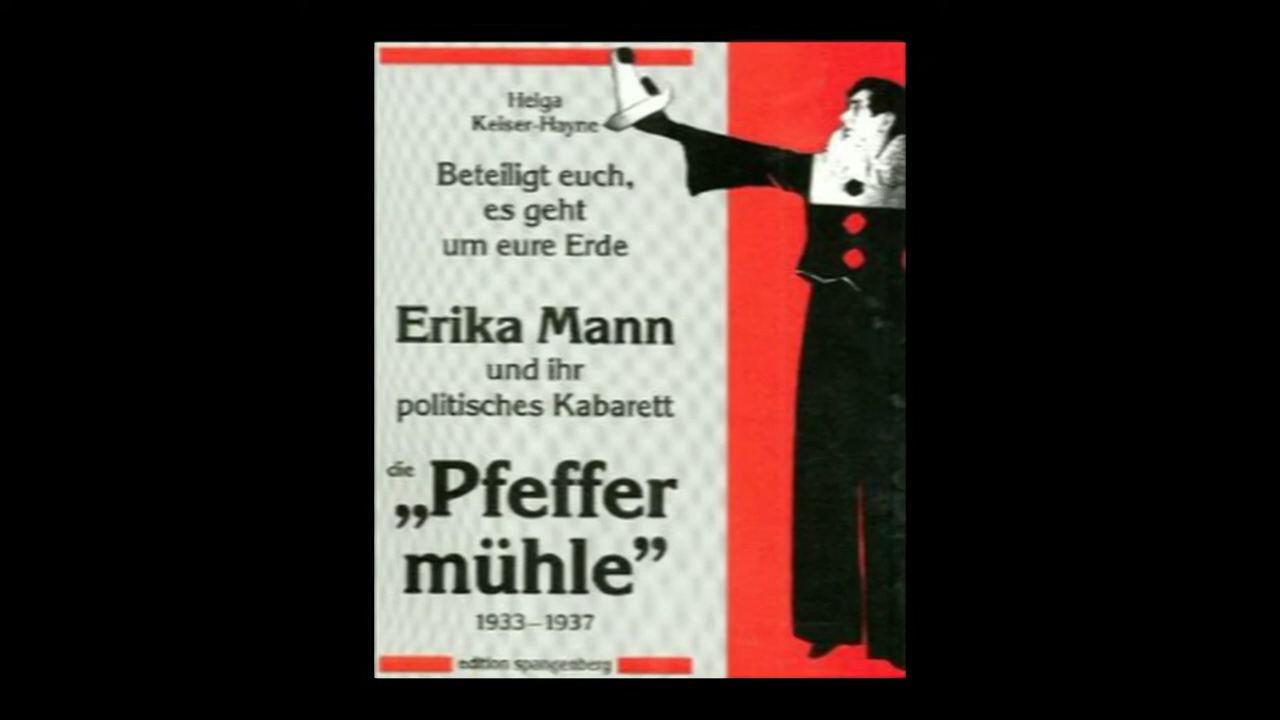 Helga
Keiser-Hayne
Beteiligt euch,
es geht
um eure Erde
Erika Mann
und ihr
politisches Kabarett
die
„Pfeffer
mühle”
1933–1937
edition spangenberg